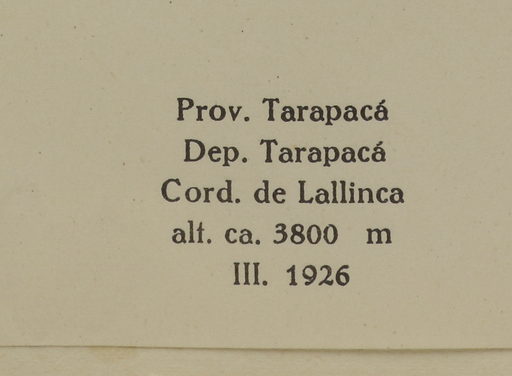 Prov. Tarapacá
Dep. Tarapacá
Cord. de Lallinca
alt. ca. 3800 m
III. 1926